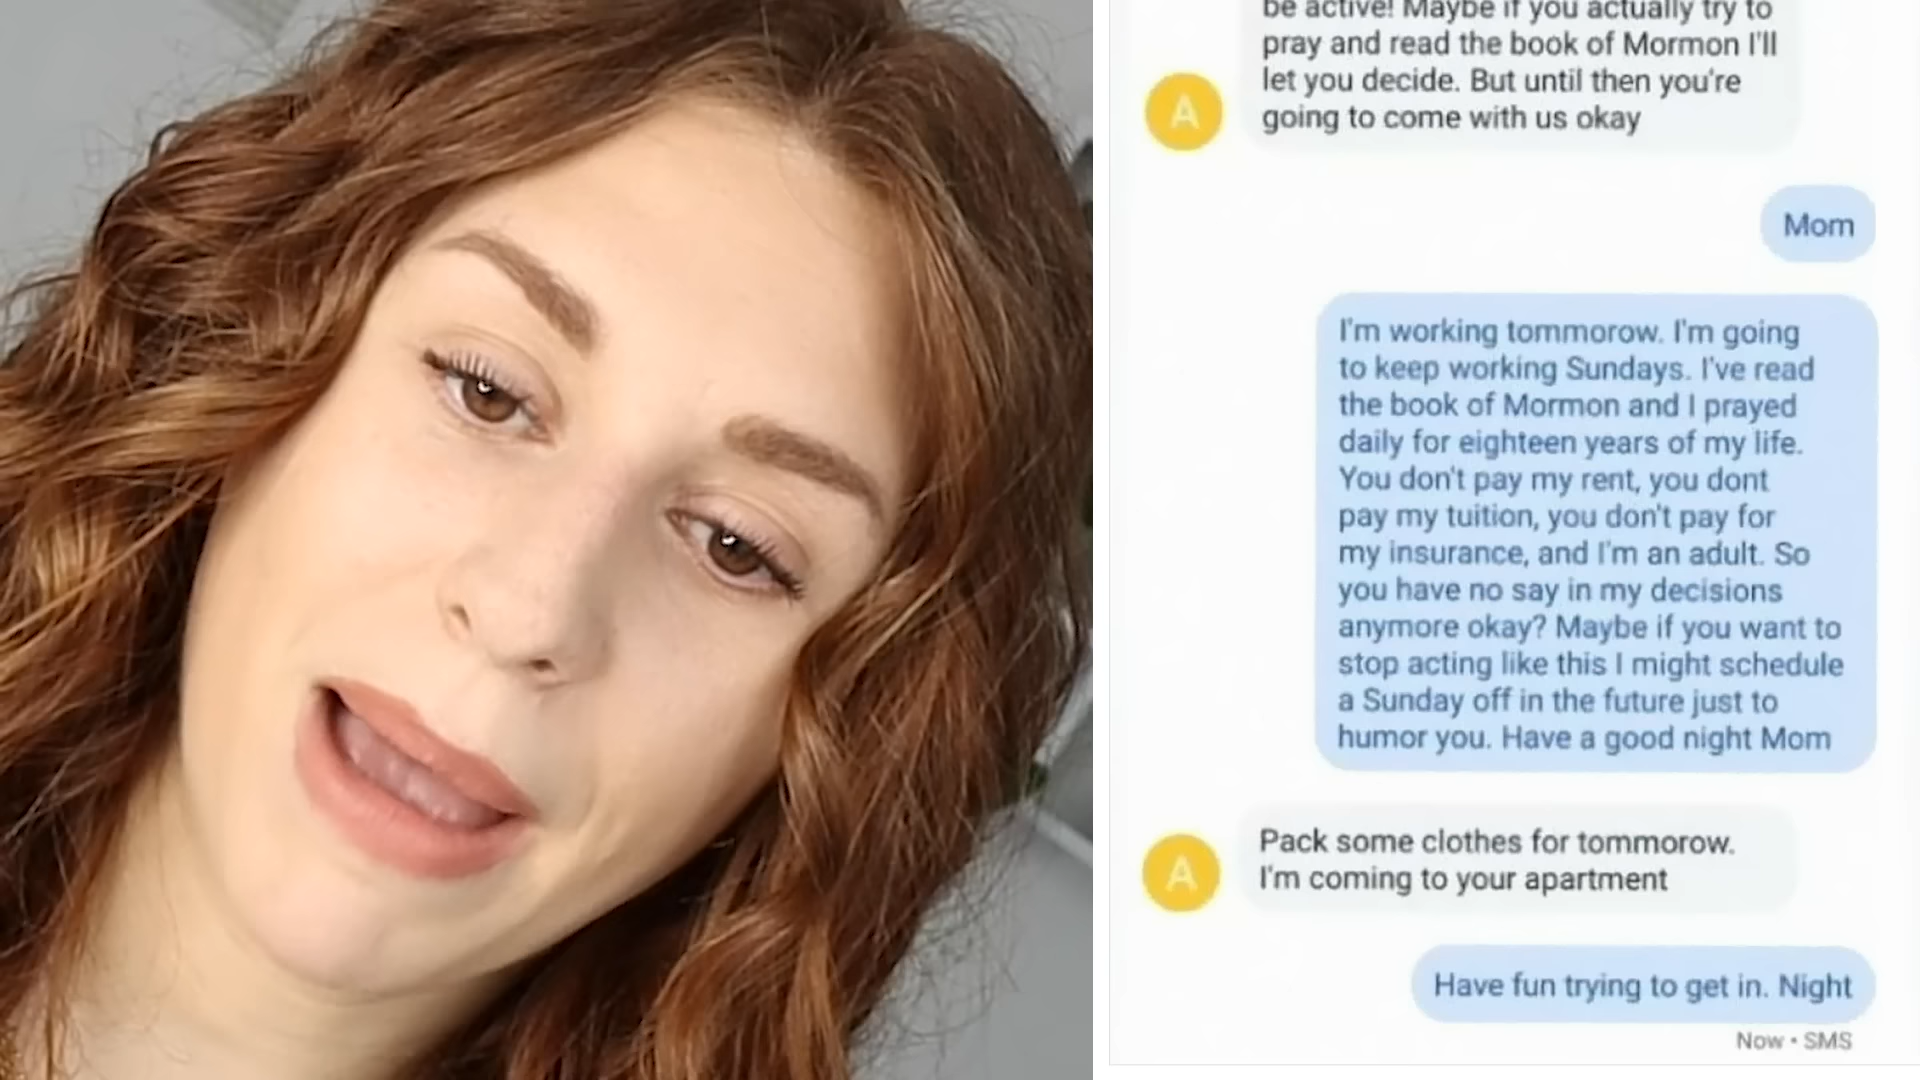 be active! Maybe if you actually try to
pray and read the book of Mormon I'll
let you decide. But until then you're
going to come with us okay
A
Mom
I'm working tommorow. I'm going
to keep working Sundays. I've read
the book of Mormon and I prayed
daily for eighteen years of my life.
You don't pay my rent, you dont
pay my tuition, you don't pay for
my insurance, and I'm an adult. So
you have no say in my decisions
anymore okay? Maybe if you want to
stop acting like this I might schedule
a Sunday off in the future just to
humor you. Have a good night Mom
Pack some clothes for tommorow.
I'm coming to your apartment
A
Have fun trying to get in. Night
Now • SMS